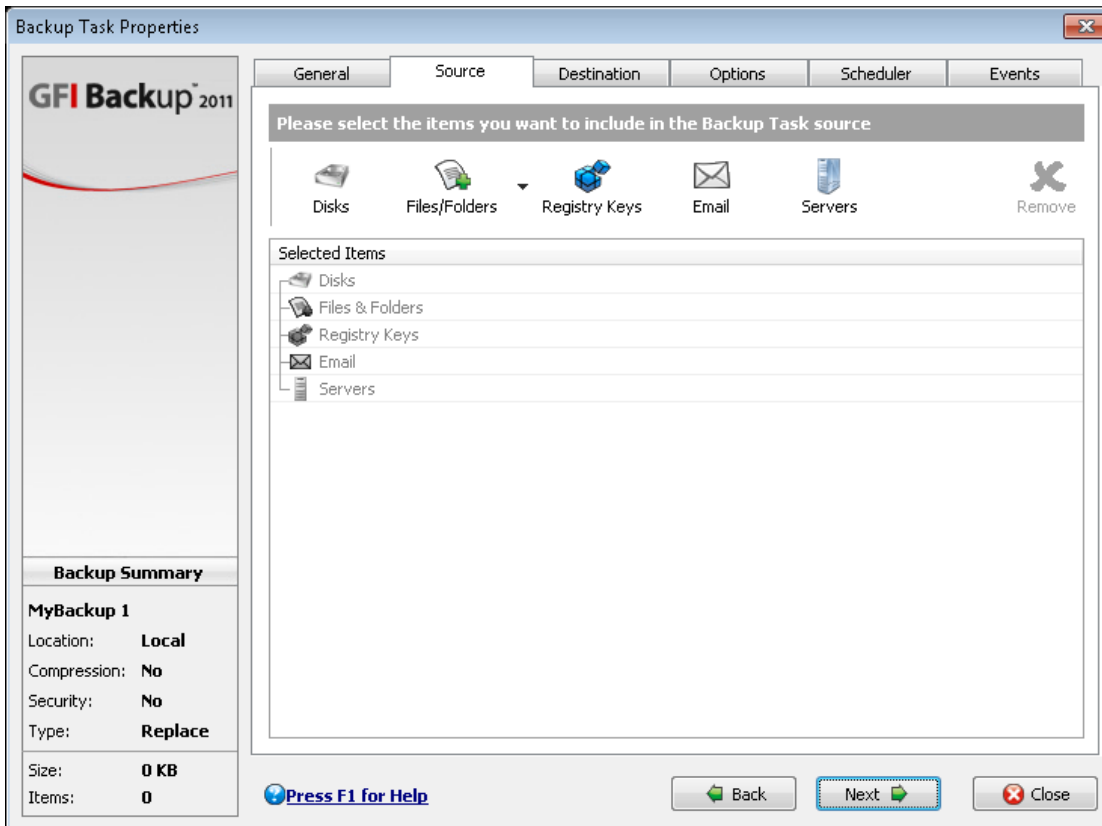 Backup Task Properties
GFI Backup™ 2011
General Source Destination Options Scheduler Events
Please select the items you want to include in the Backup Task source
Disks Files/Folders Registry Keys Email Servers Remove
Selected Items
Disks
Files & Folders
Registry Keys
Email
Servers
Backup Summary
MyBackup 1
Location: Local
Compression: No
Security: No
Type: Replace
Size: 0 KB
Items: 0
Press F1 for Help
Back Next Close